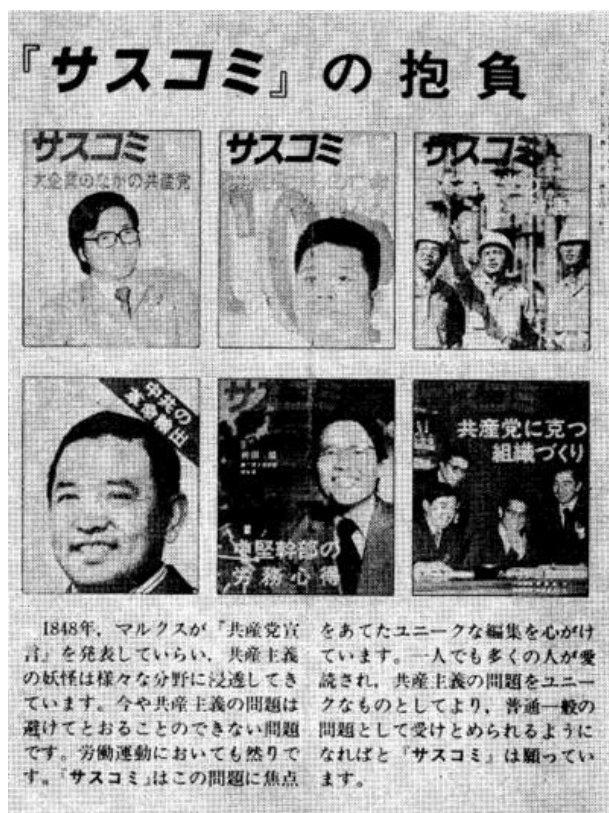 『サスコミ』の抱負
サスコミ
大企業のなかの共産党
サスコミ
サスコミ
中共の
革命輸出
サスコミ
中堅幹部の
労務心得
共産党に克つ
組織づくり
1848年，マルクスが『共産党宣
言』を発表していらい，共産主義
の妖怪は様々な分野に浸透してき
ています。今や共産主義の問題は
避けてとおることのできない問題
です。労働運動においても然りで
す。『サスコミ』はこの問題に焦点
をあてたユニークな編集を心がけ
ています。一人でも多くの人が愛
読され，共産主義の問題をユニー
クなものとしてより，普通一般の
問題として受けとめられるように
なればと『サスコミ』は願ってい
ます。